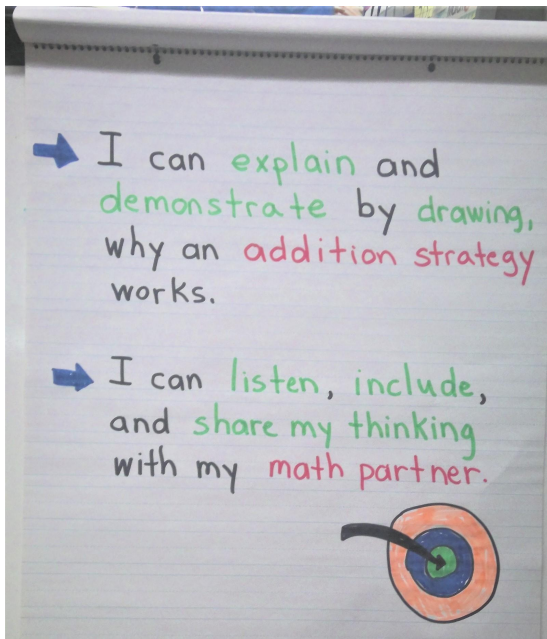 I can explain and
demonstrate by drawing,
why an addition strategy
works.
I can listen, include,
and share my thinking
with my math partner.